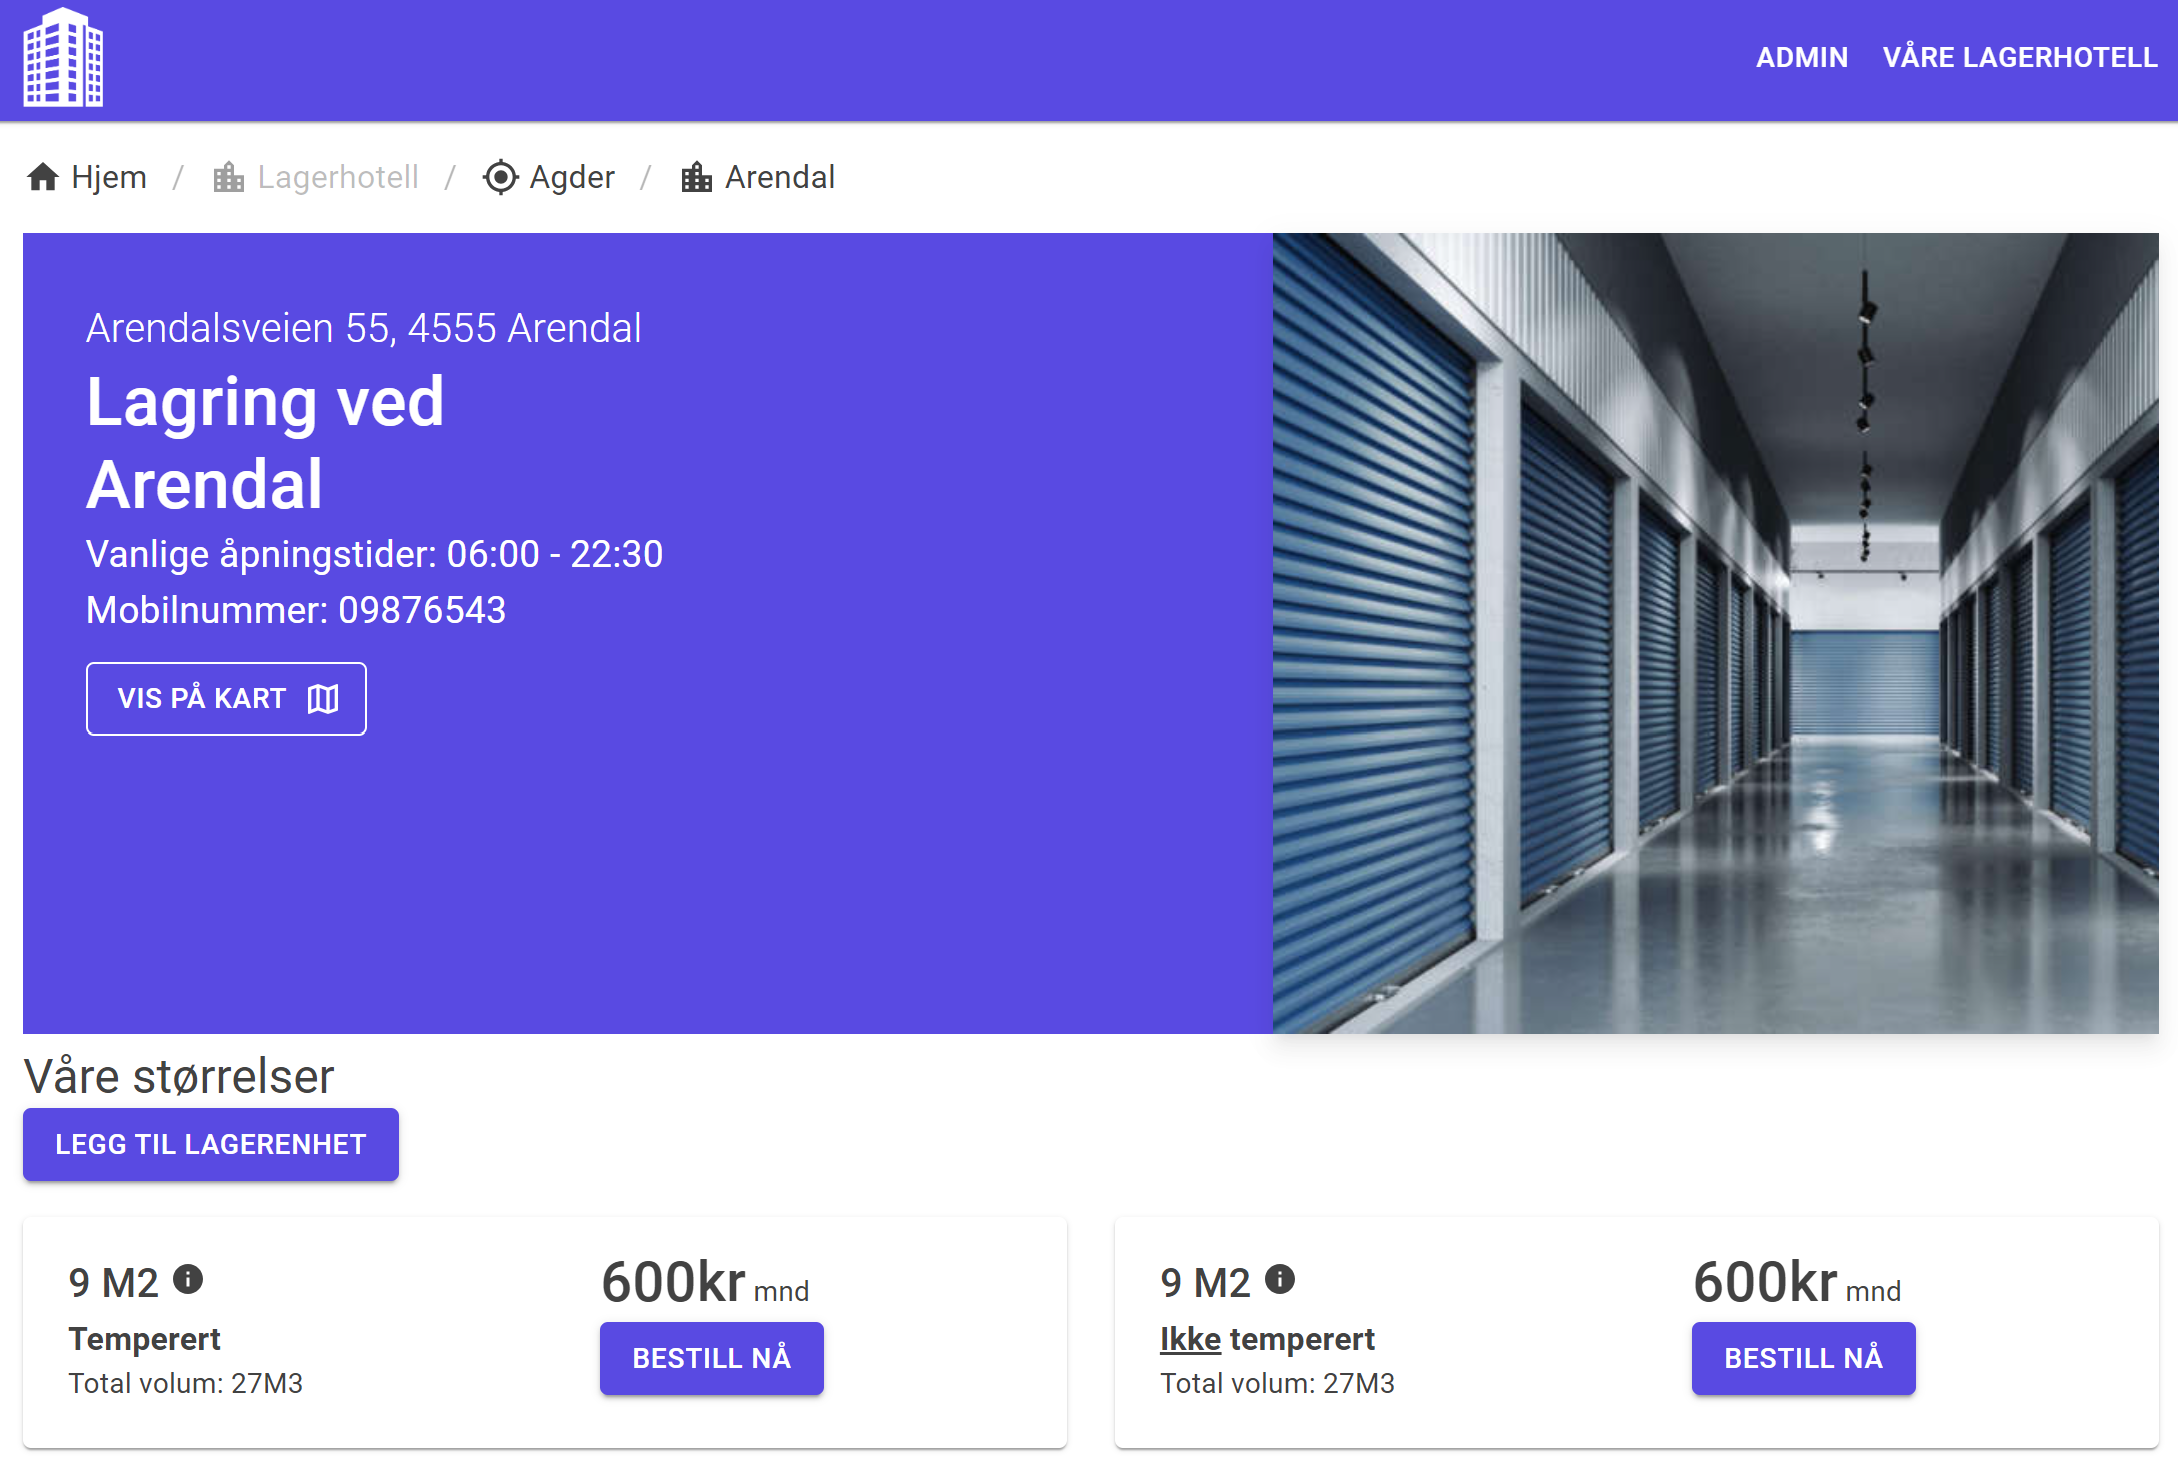 ADMIN VÅRE LAGERHOTELL
Hjem / Lagerhotell / Agder / Arendal
Arendalsveien 55, 4555 Arendal
Lagring ved
Arendal
Vanlige åpningstider: 06:00 - 22:30
Mobilnummer: 09876543
VIS PÅ KART
Våre størrelser
LEGG TIL LAGERENHET
9 M2
600kr mnd
Temperert
BESTILL NÅ
Total volum: 27M3
9 M2
600kr mnd
Ikke temperert
BESTILL NÅ
Total volum: 27M3